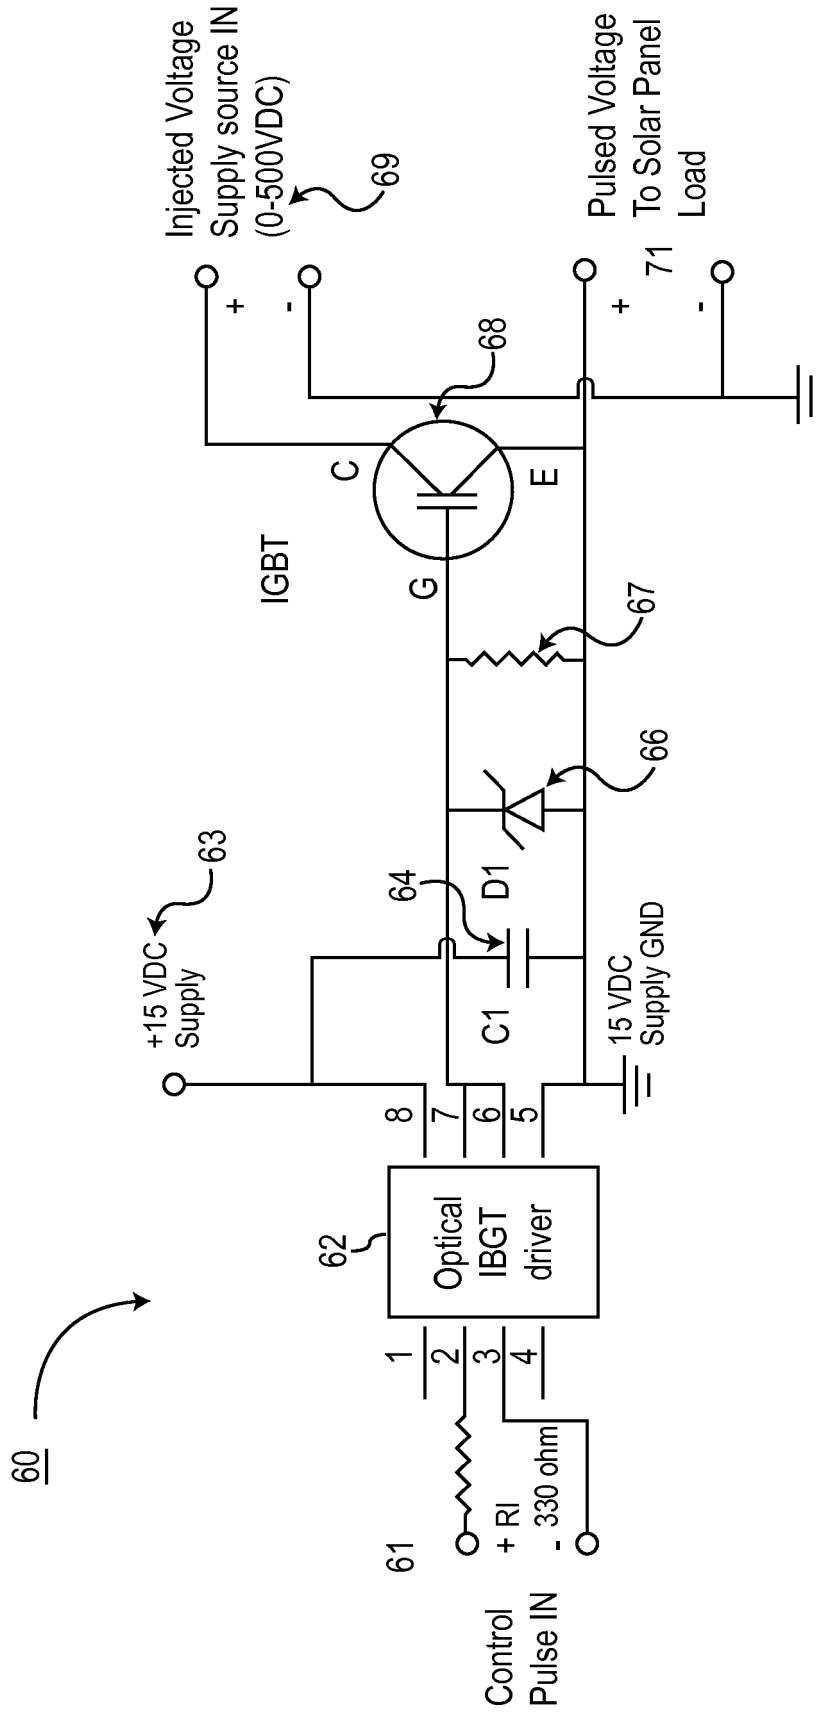 60
Control
Pulse IN
61
+ RI
- 330 ohm
1
2
3
4
62
Optical
IBGT
driver
8
7
6
5
+15 VDC
Supply
63
15 VDC
Supply GND
C1
64
D1
66
67
IGBT
G
C
E
68
Injected Voltage
Supply source IN
(0-500VDC)
69
+
-
Pulsed Voltage
To Solar Panel
Load
71
+
-